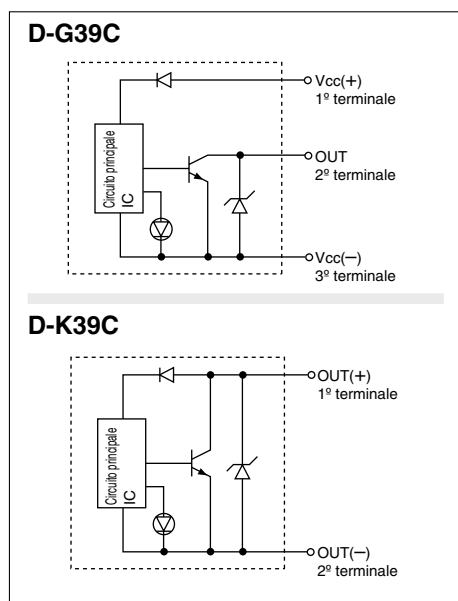 D-G39C
Vcc(+)
1º terminale
Circuito principale
IC
OUT
2º terminale
Vcc(−)
3º terminale
D-K39C
OUT(+)
1º terminale
Circuito principale
IC
OUT(−)
2º terminale